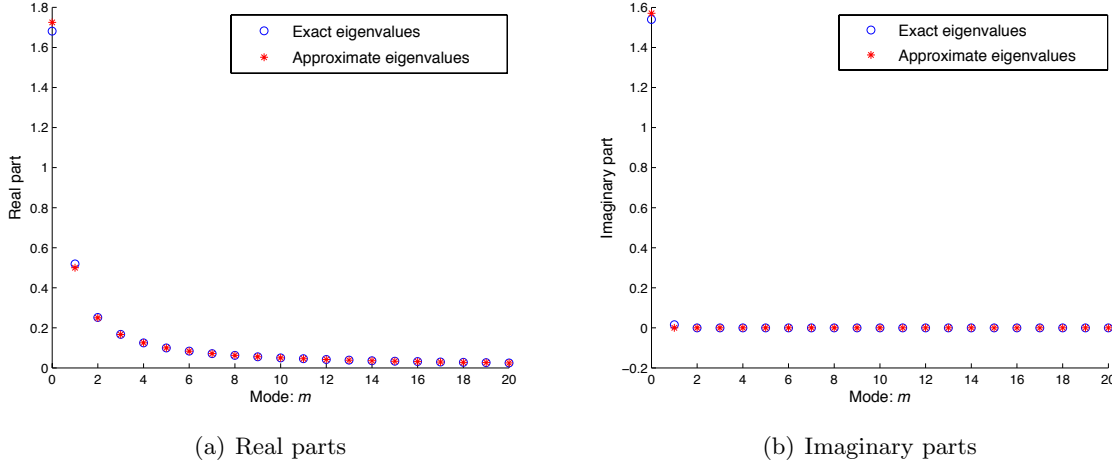 1.8
1.6
1.4
1.2
1
0.8
0.6
0.4
0.2
0
Real part
0 2 4 6 8 10 12 14 16 18 20
Mode: m
Exact eigenvalues
Approximate eigenvalues
(a) Real parts
1.6
1.4
1.2
1
0.8
0.6
0.4
0.2
0
−0.2
Imaginary part
0 2 4 6 8 10 12 14 16 18 20
Mode: m
Exact eigenvalues
Approximate eigenvalues
(b) Imaginary parts